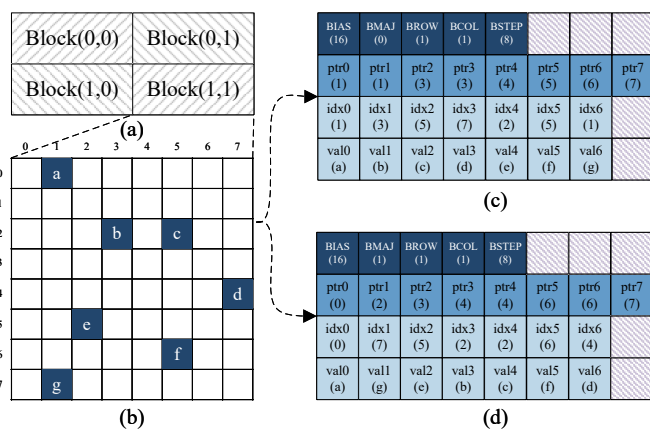 Block(0,0) Block(0,1)
Block(1,0) Block(1,1)
(a)
0 1 2 3 4 5 6 7
0 a
1
2 b c
3
4 d
5 e
6 f
7 g
(b)
BIAS BMAJ BROW BCOL BSTEP
(16) (0) (1) (1) (8)
ptr0 ptr1 ptr2 ptr3 ptr4 ptr5 ptr6 ptr7
(1) (1) (3) (3) (4) (5) (6) (7)
idx0 idx1 idx2 idx3 idx4 idx5 idx6
(1) (3) (5) (7) (2) (5) (1)
val0 val1 val2 val3 val4 val5 val6
(a) (b) (c) (d) (e) (f) (g)
(c)
BIAS BMAJ BROW BCOL BSTEP
(16) (1) (1) (1) (8)
ptr0 ptr1 ptr2 ptr3 ptr4 ptr5 ptr6 ptr7
(0) (2) (3) (4) (4) (6) (6) (7)
idx0 idx1 idx2 idx3 idx4 idx5 idx6
(0) (7) (5) (2) (2) (6) (4)
val0 val1 val2 val3 val4 val5 val6
(a) (g) (e) (b) (c) (f) (d)
(d)